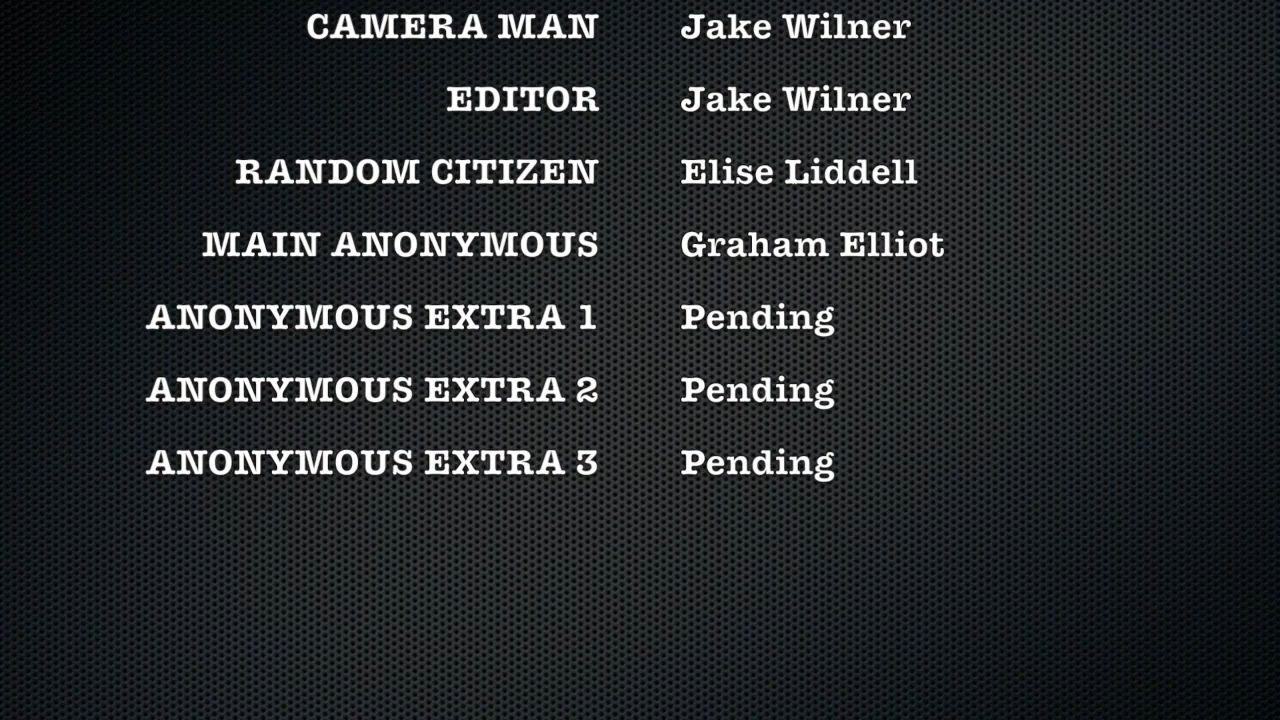 CAMERA MAN Jake Wilner
EDITOR Jake Wilner
RANDOM CITIZEN Elise Liddell
MAIN ANONYMOUS Graham Elliot
ANONYMOUS EXTRA 1 Pending
ANONYMOUS EXTRA 2 Pending
ANONYMOUS EXTRA 3 Pending